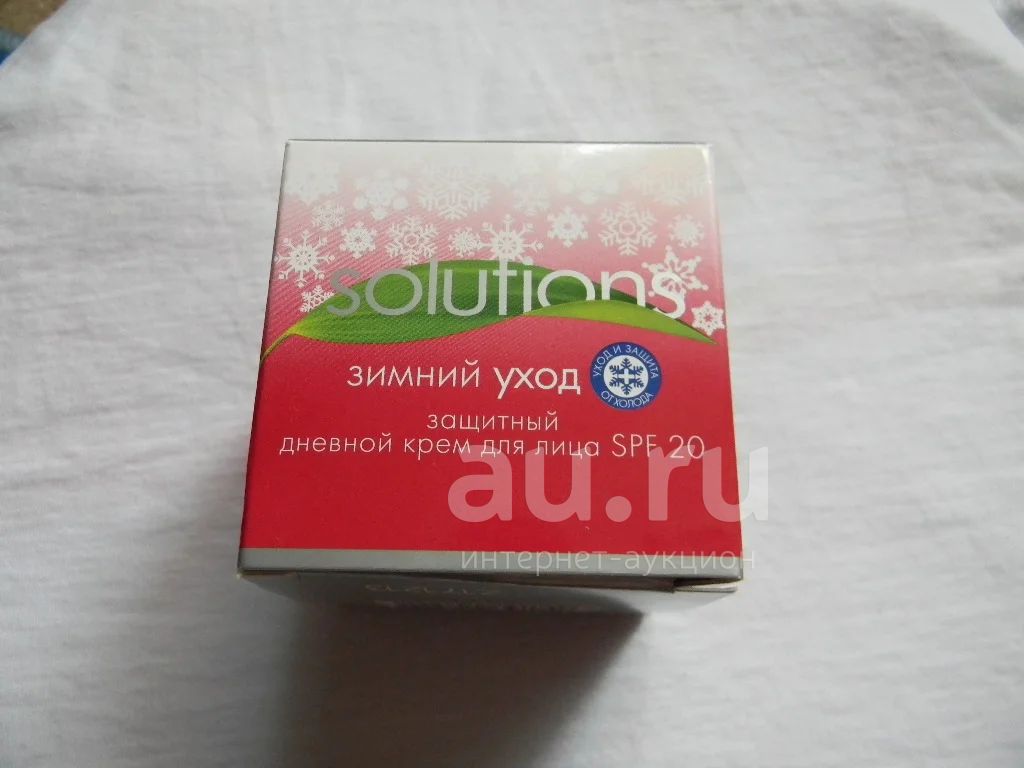 solutions
зимний уход
УХОД И ЗАЩИТА
ОТ ХОЛОДА
защитный
дневной крем для лица SPF 20
au.ru
интернет-аукцион